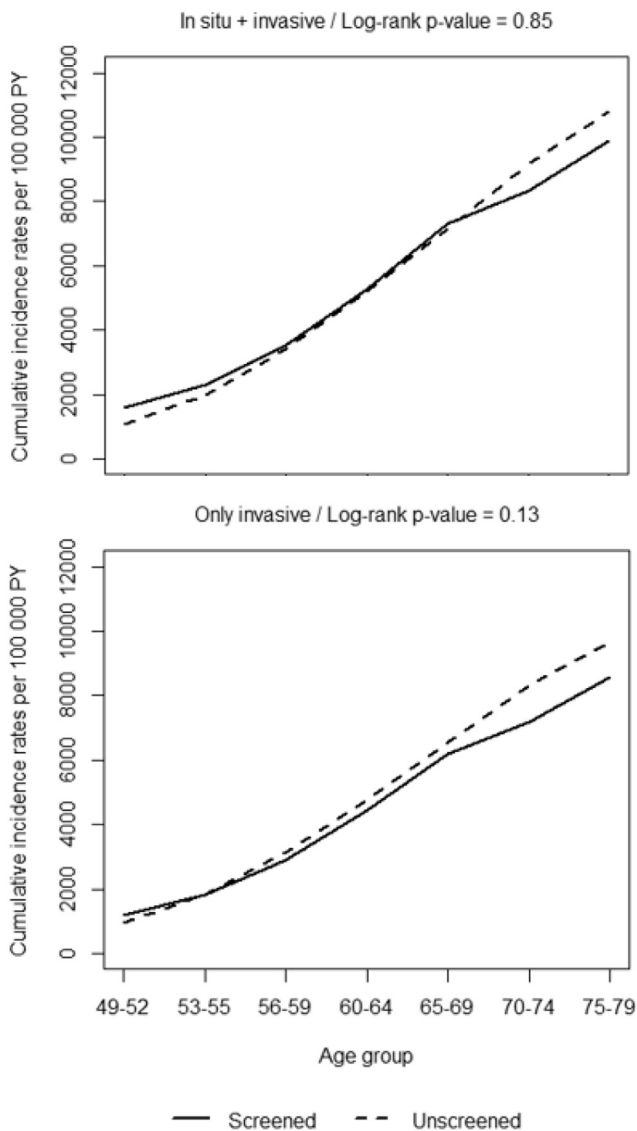 In situ + invasive / Log-rank p-value = 0.85
Cumulative incidence rates per 100 000 PY
12000
10000
8000
6000
4000
2000
0
Only invasive / Log-rank p-value = 0.13
Cumulative incidence rates per 100 000 PY
12000
10000
8000
6000
4000
2000
0
49-52 53-55 56-59 60-64 65-69 70-74 75-79
Age group
Screened Unscreened